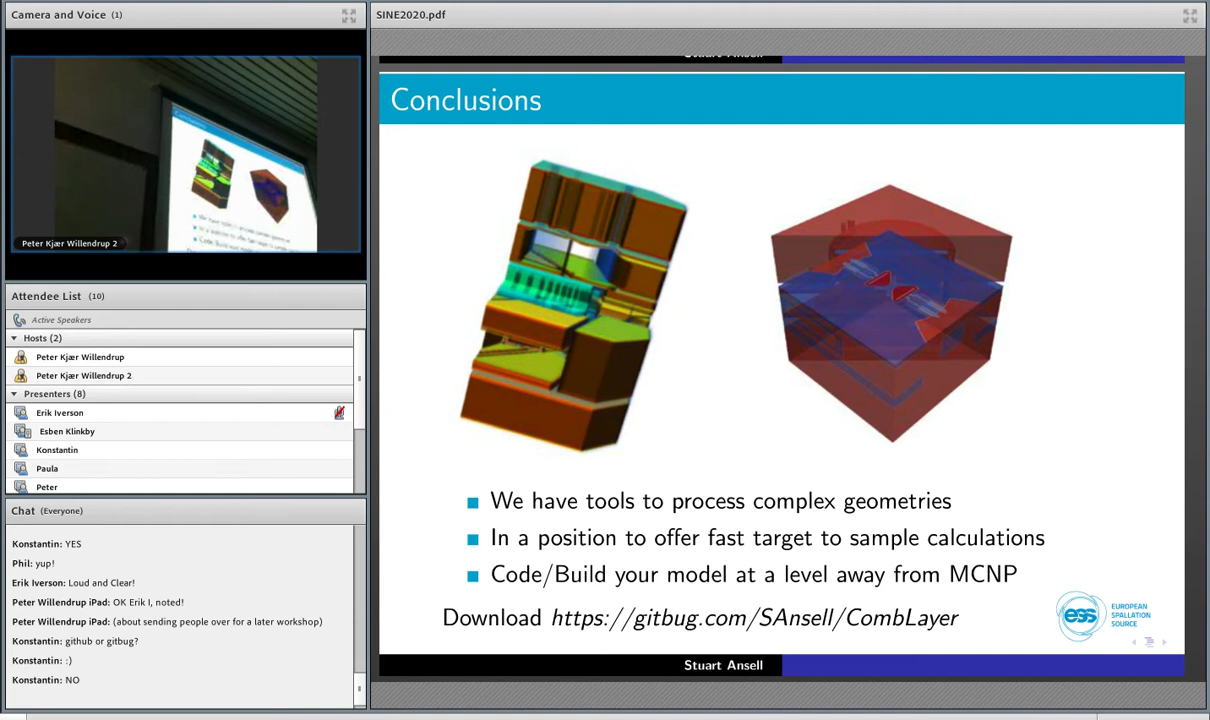 Camera and Voice (1)
Peter Kjær Willendrup 2
Attendee List (10)
Active Speakers
Hosts (2)
Peter Kjær Willendrup
Peter Kjær Willendrup 2
Presenters (8)
Erik Iverson
Esben Klinkby
Konstantin
Paula
Peter
Chat (Everyone)
Konstantin: YES
Phil: yup!
Erik Iverson: Loud and Clear!
Peter Willendrup iPad: OK Erik I, noted!
Peter Willendrup iPad: (about sending people over for a later workshop)
Konstantin: github or gitbug?
Konstantin: :)
Konstantin: NO
SINE2020.pdf
Stuart Ansell
Conclusions
We have tools to process complex geometries
In a position to offer fast target to sample calculations
Code/Build your model at a level away from MCNP
Download https://gitbug.com/SAnsell/CombLayer
ess
EUROPEAN
SPALLATION
SOURCE
Stuart Ansell